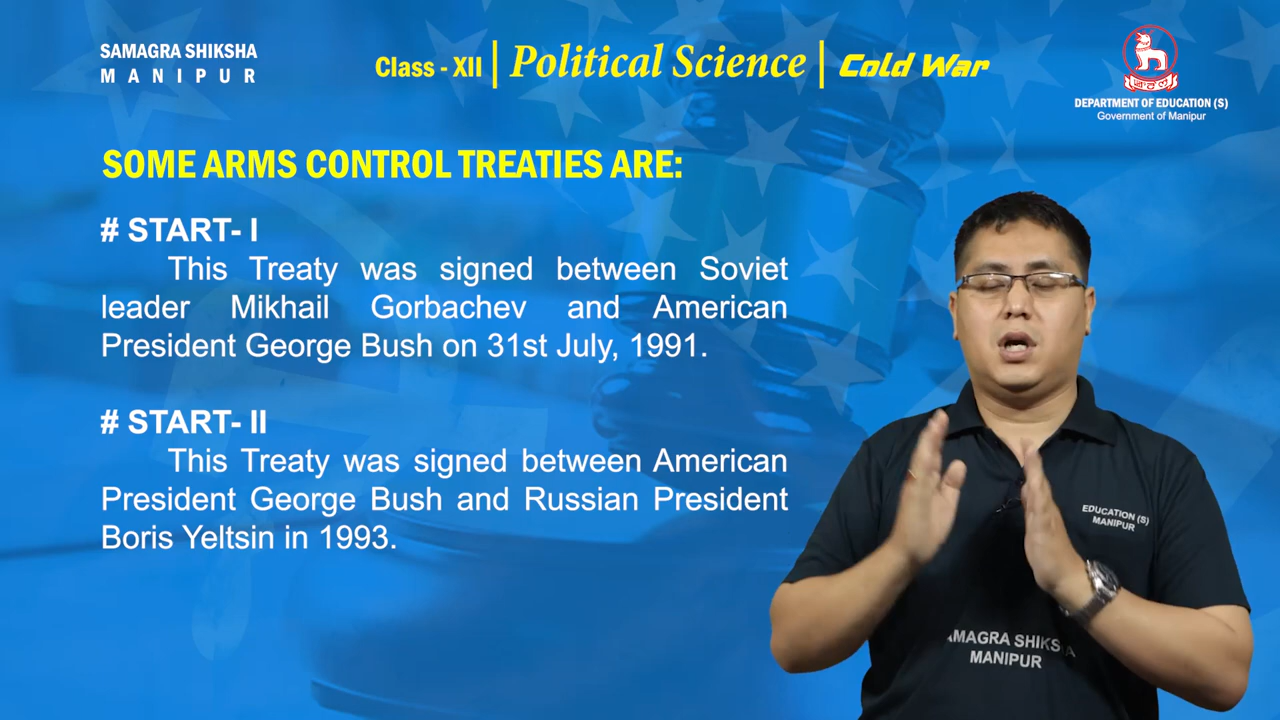 SAMAGRA SHIKSHA
MANIPUR
Class - XII | Political Science | Cold War
DEPARTMENT OF EDUCATION (S)
Government of Manipur
SOME ARMS CONTROL TREATIES ARE:
# START- I
This Treaty was signed between Soviet
leader Mikhail Gorbachev and American
President George Bush on 31st July, 1991.
# START- II
This Treaty was signed between American
President George Bush and Russian President
Boris Yeltsin in 1993.
EDUCATION (S)
MANIPUR
AMAGRA SHIKS A
MANIPUR